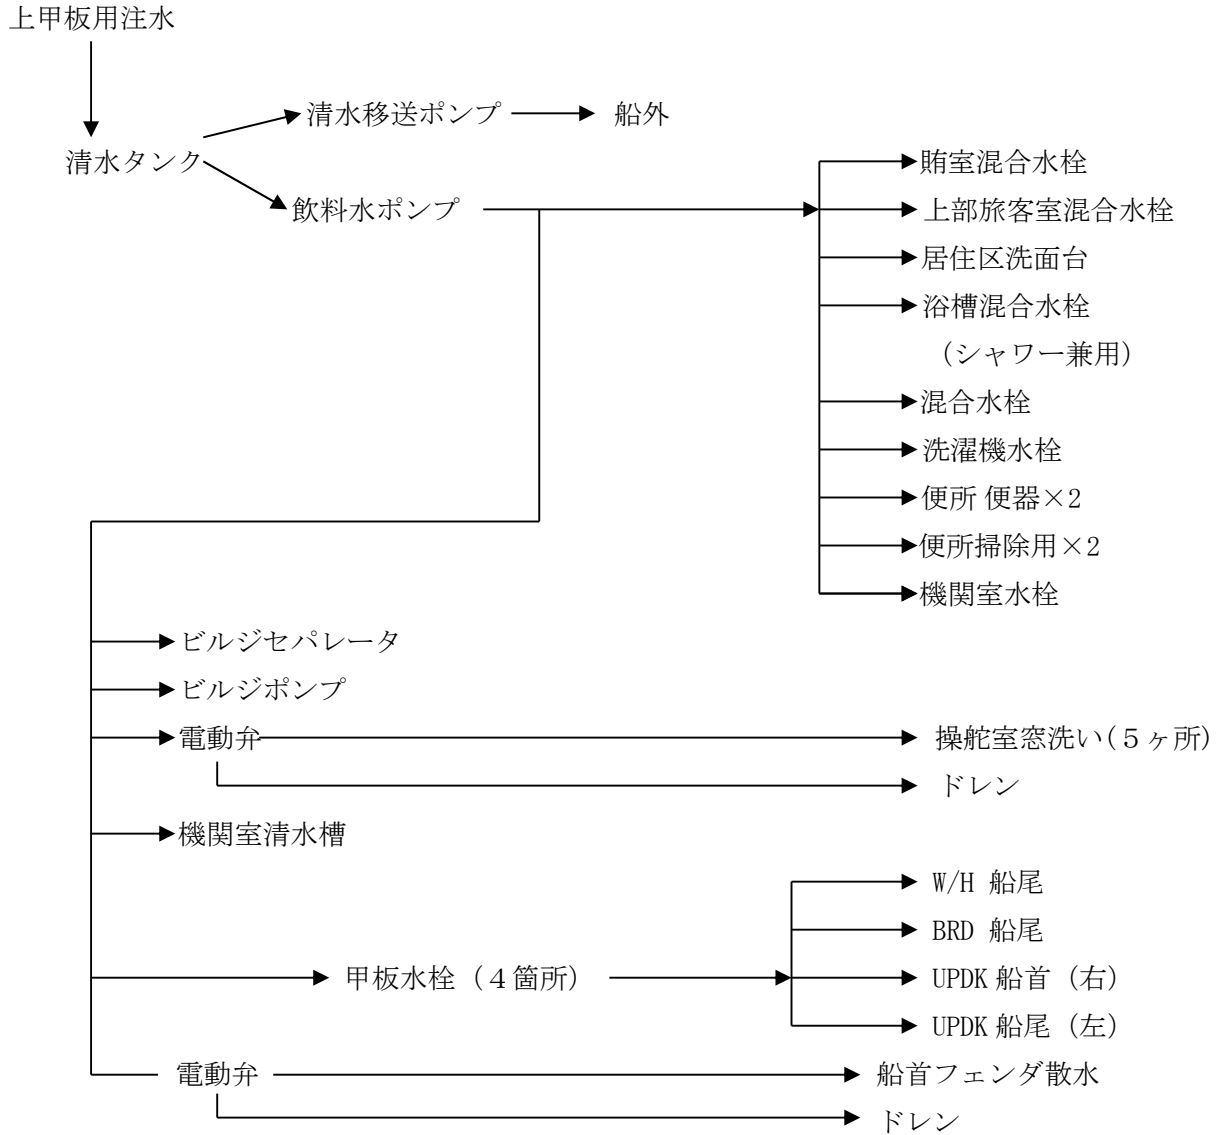 上甲板用注水
清水移送ポンプ 船外
清水タンク 賄室混合水栓
飲料水ポンプ 上部旅客室混合水栓
居住区洗面台
浴槽混合水栓
（シャワー兼用）
混合水栓
洗濯機水栓
便所 便器×2
便所掃除用×2
機関室水栓
ビルジセパレータ
ビルジポンプ
電動弁 操舵室窓洗い(５ヶ所)
ドレン
機関室清水槽
W/H 船尾
BRD 船尾
甲板水栓（４箇所） UPDK 船首（右）
UPDK 船尾（左）
電動弁 船首フェンダ散水
ドレン